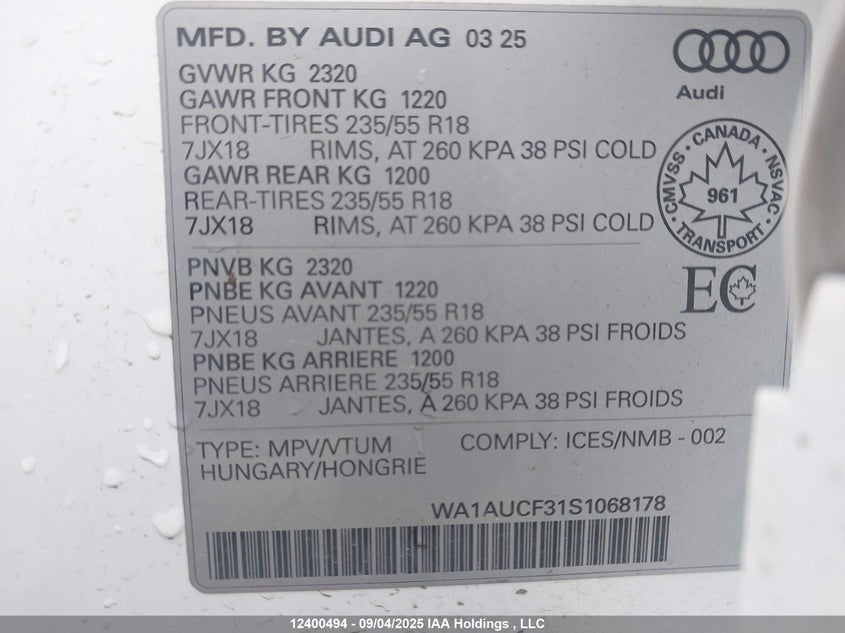 MFD. BY AUDI AG 03 25
GVWR KG 2320
GAWR FRONT KG 1220
FRONT-TIRES 235/55 R18
7JX18 RIMS, AT 260 KPA 38 PSI COLD
GAWR REAR KG 1200
REAR-TIRES 235/55 R18
7JX18 RIMS, AT 260 KPA 38 PSI COLD
Audi
CMVSS • CANADA • NSVAC • TRANSPORT •
961
EC
PNVB KG 2320
PNBE KG AVANT 1220
PNEUS AVANT 235/55 R18
7JX18 JANTES, A 260 KPA 38 PSI FROIDS
PNBE KG ARRIERE 1200
PNEUS ARRIERE 235/55 R18
7JX18 JANTES, A 260 KPA 38 PSI FROIDS
TYPE: MPV/VTUM COMPLY: ICES/NMB - 002
HUNGARY/HONGRIE
WA1AUCF31S1068178
12400494 - 09/04/2025 IAA Holdings , LLC